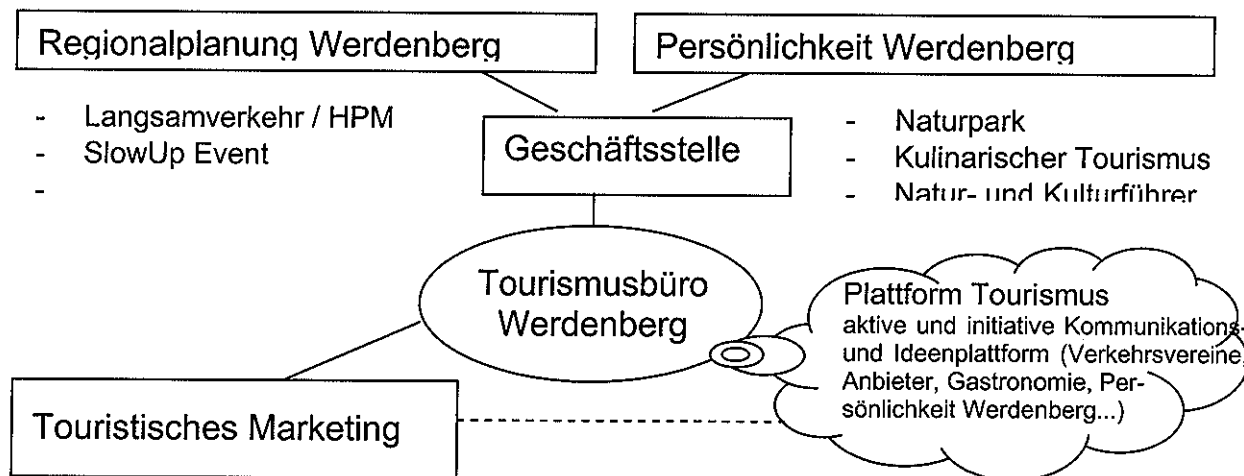 Regionalplanung Werdenberg
Persönlichkeit Werdenberg
- Langsamverkehr / HPM
- SlowUp Event
-
Geschäftsstelle
- Naturpark
- Kulinarischer Tourismus
- Natur- und Kulturführer
Tourismusbüro
Werdenberg
Plattform Tourismus
aktive und initiative Kommunikations-
und Ideenplattform (Verkehrsvereine,
Anbieter, Gastronomie, Per-
sönlichkeit Werdenberg...)
Touristisches Marketing